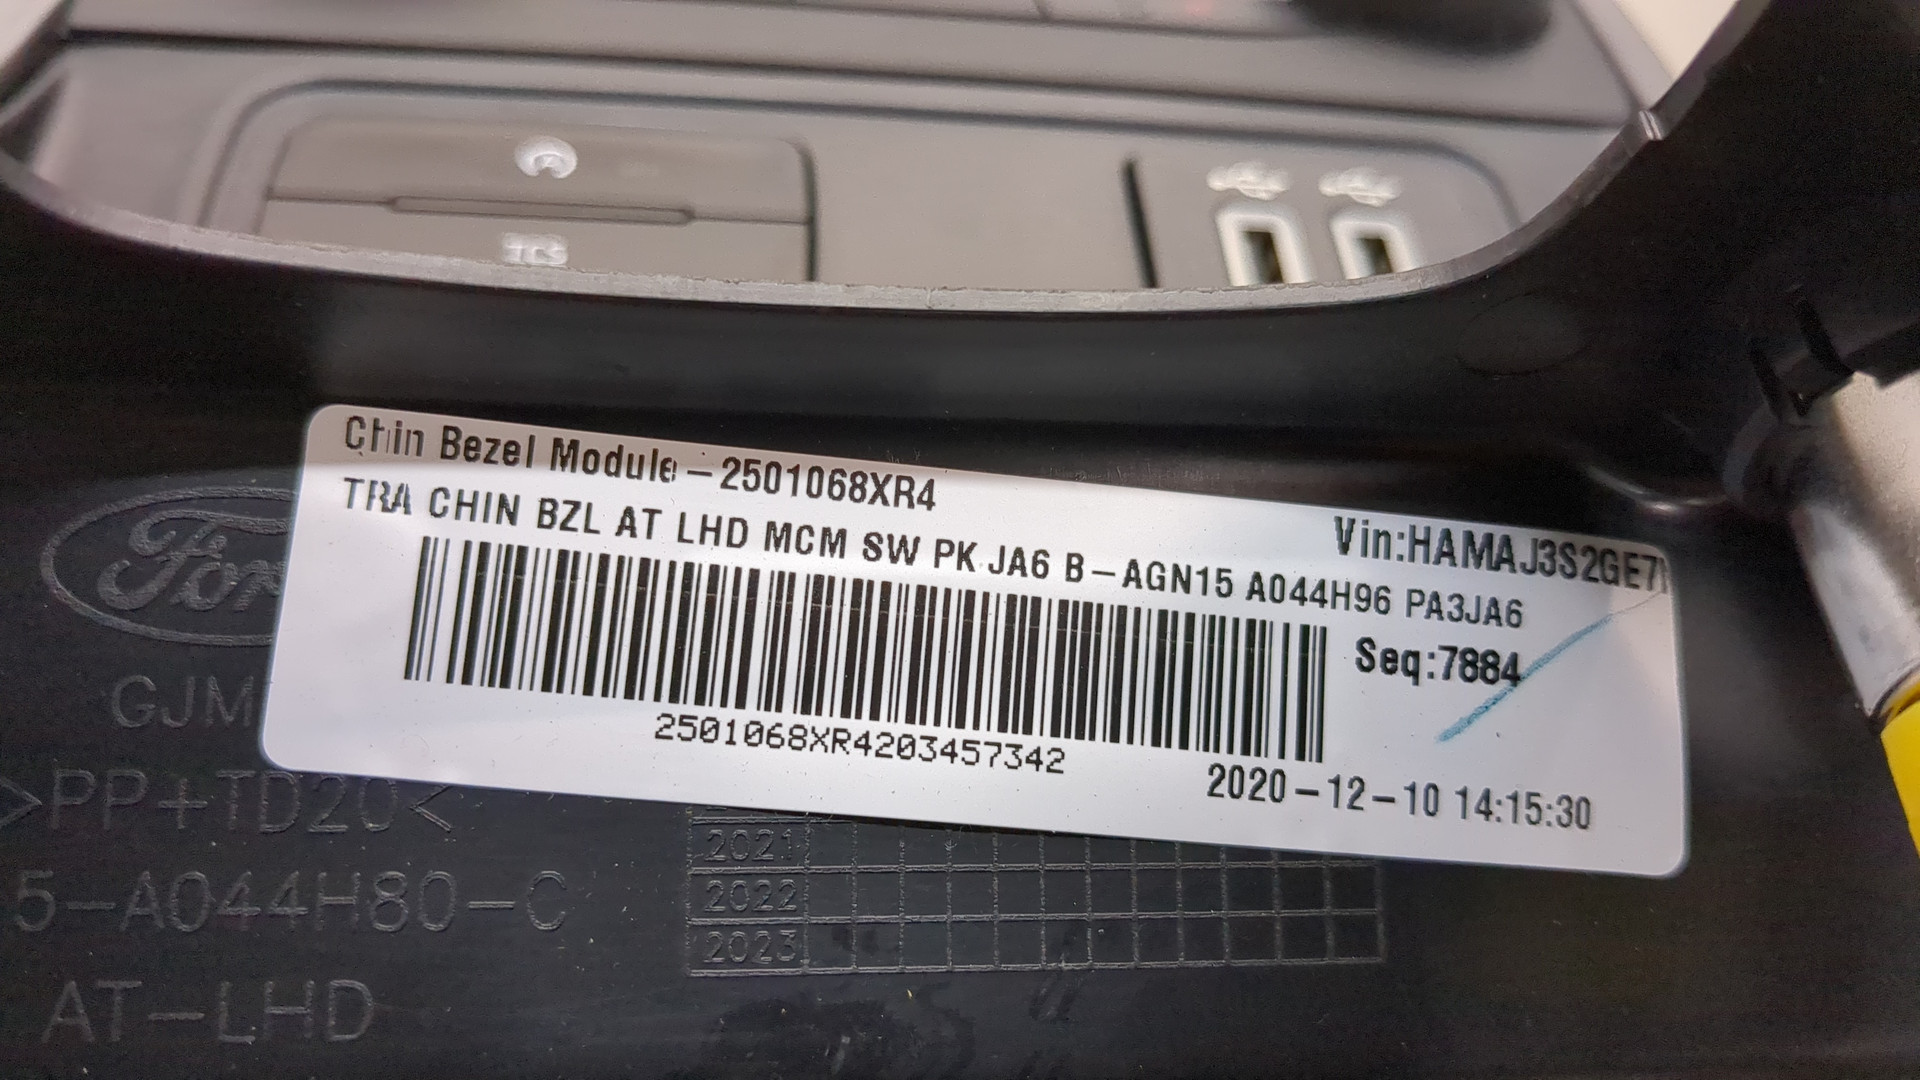 TCS
Chin Bezel Module-2501068XR4
Vin:HAMAJ3S2GE7
TRA CHIN BZL AT LHD MCM SW PK JA6 B-AGN15 A044H96 PA3JA6
Seq:7884
2501068XR4203457342
2020-12-10 14:15:30
Ford
GJM
>PP+TD20<
5-A044H80-C
AT-LHD
2021
2022
2023